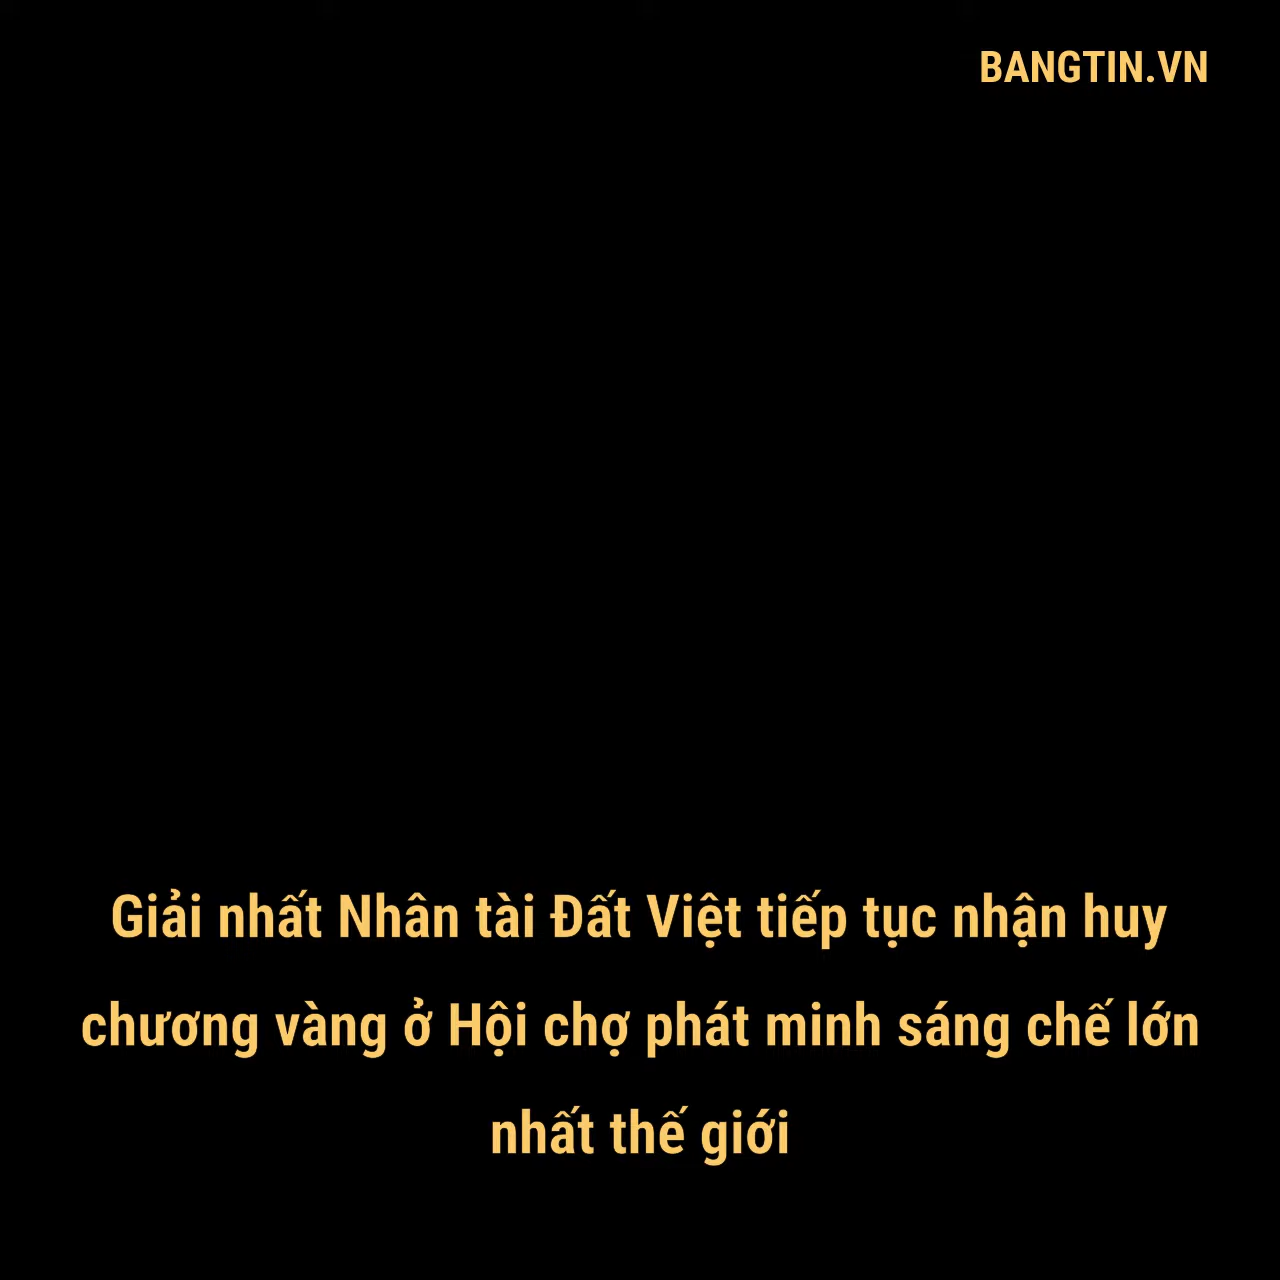 BANGTIN.VN
Giải nhất Nhân tài Đất Việt tiếp tục nhận huy
chương vàng ở Hội chợ phát minh sáng chế lớn
nhất thế giới